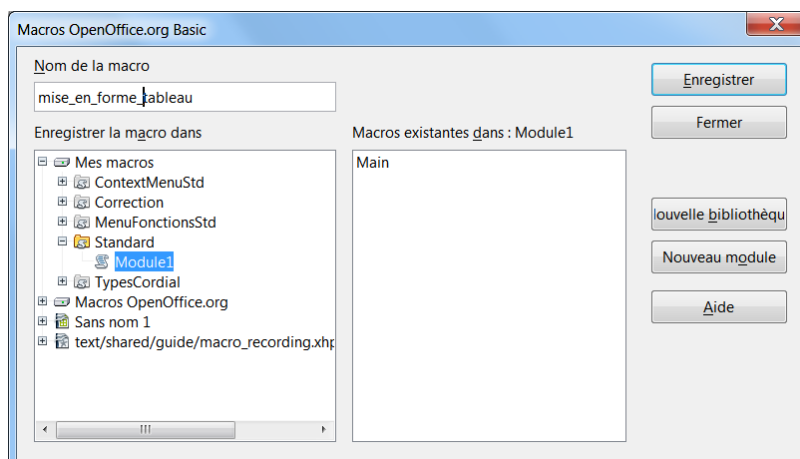 Macros OpenOffice.org Basic
Nom de la macro
mise_en_forme_tableau
Enregistrer la macro dans
Mes macros
ContextMenuStd
Correction
MenuFonctionsStd
Standard
Module1
TypesCordial
Macros OpenOffice.org
Sans nom 1
text/shared/guide/macro_recording.xhp
Macros existantes dans : Module1
Main
Enregistrer
Fermer
louvelle bibliothèqu
Nouveau module
Aide